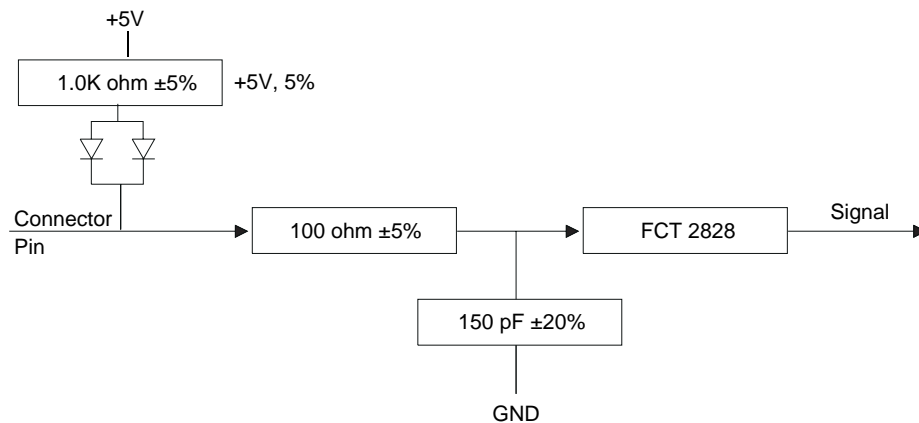 +5V
1.0K ohm ±5%
+5V, 5%
Connector
Pin
100 ohm ±5%
FCT 2828
Signal
150 pF ±20%
GND